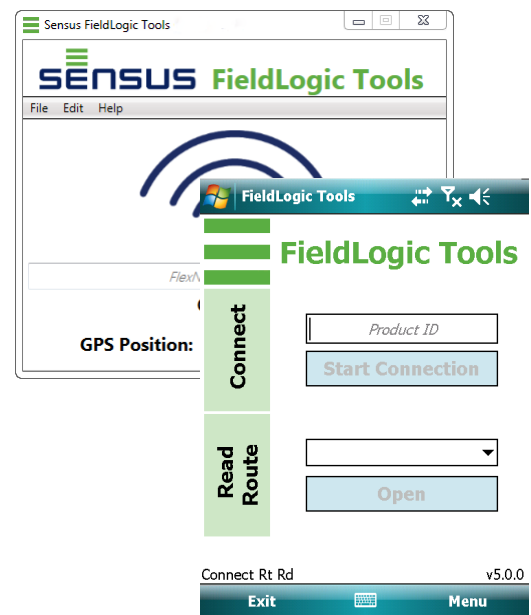 Sensus FieldLogic Tools
SENSUS FieldLogic Tools
File Edit Help
FieldLogic Tools
FieldLogic Tools
Connect
Product ID
Start Connection
GPS Position:
Read
Route
Open
Connect Rt Rd v5.0.0
Exit Menu